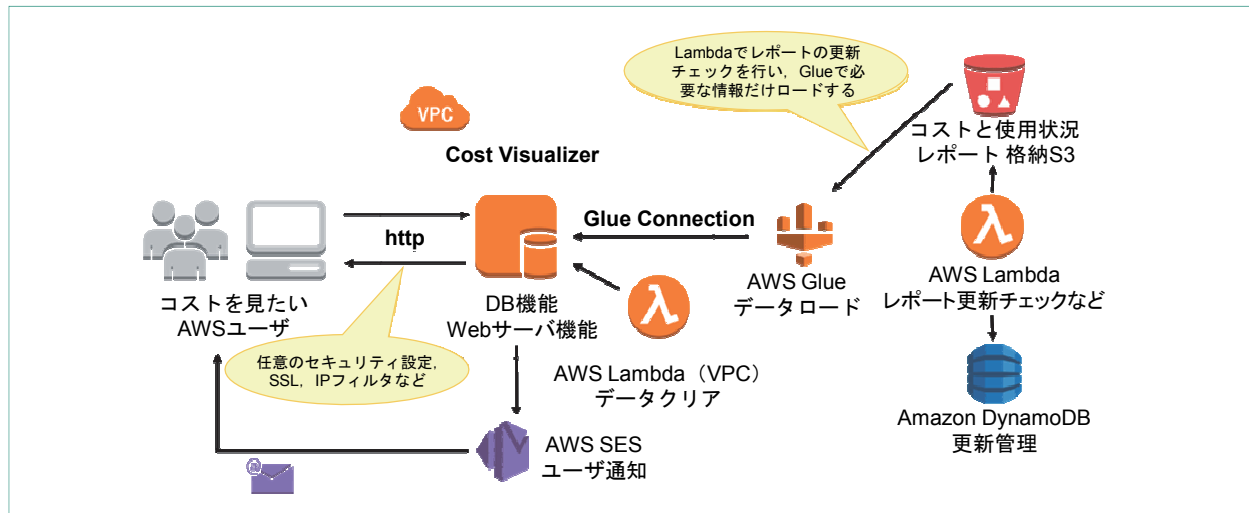 Lambdaでレポートの更新
チェックを行い，Glueで必
要な情報だけロードする
VPC
Cost Visualizer
コストと使用状況
レポート 格納S3
http
Glue Connection
コストを見たい
AWSユーザ
DB機能
Webサーバ機能
AWS Glue
データロード
AWS Lambda
レポート更新チェックなど
任意のセキュリティ設定，
SSL，IPフィルタなど
AWS Lambda（VPC）
データクリア
Amazon DynamoDB
更新管理
AWS SES
ユーザ通知
@